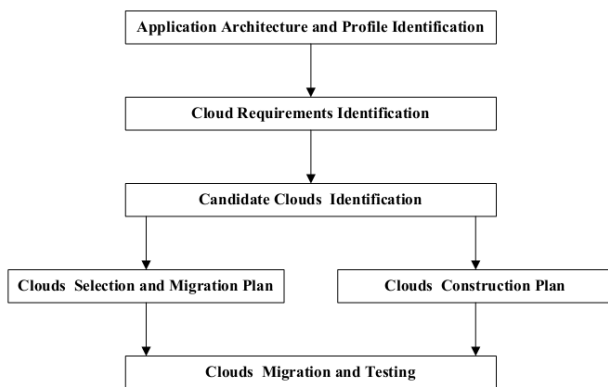 Application Architecture and Profile Identification
Cloud Requirements Identification
Candidate Clouds Identification
Clouds Selection and Migration Plan
Clouds Construction Plan
Clouds Migration and Testing